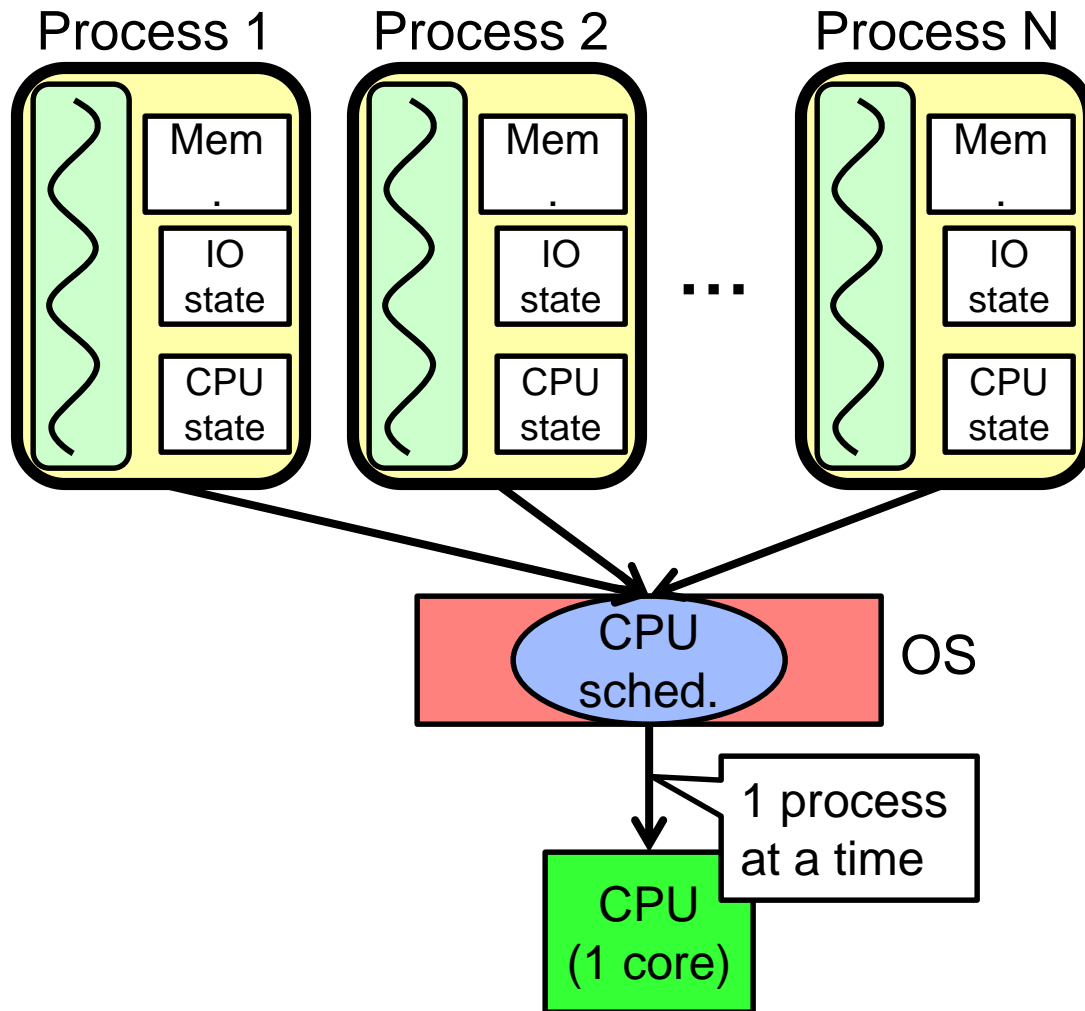 Process 1
Process 2
Process N
Mem
.
IO
state
CPU
state
Mem
.
IO
state
CPU
state
...
Mem
.
IO
state
CPU
state
CPU
sched.
OS
1 process
at a time
CPU
(1 core)